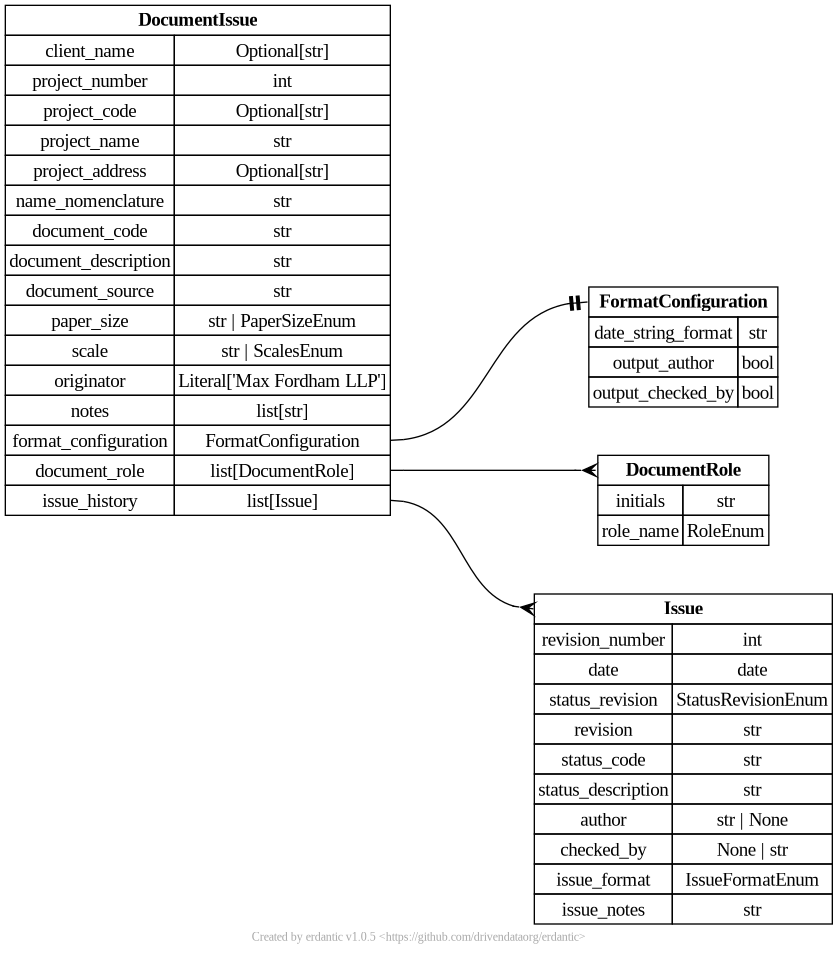 DocumentIssue
client_name Optional[str]
project_number int
project_code Optional[str]
project_name str
project_address Optional[str]
name_nomenclature str
document_code str
document_description str
document_source str
paper_size str | PaperSizeEnum
scale str | ScalesEnum
originator Literal['Max Fordham LLP']
notes list[str]
format_configuration FormatConfiguration
document_role list[DocumentRole]
issue_history list[Issue]
FormatConfiguration
date_string_format str
output_author bool
output_checked_by bool
DocumentRole
initials str
role_name RoleEnum
Issue
revision_number int
date date
status_revision StatusRevisionEnum
revision str
status_code str
status_description str
author str | None
checked_by None | str
issue_format IssueFormatEnum
issue_notes str
Created by erdantic v1.0.5 <https://github.com/drivendataorg/erdantic>